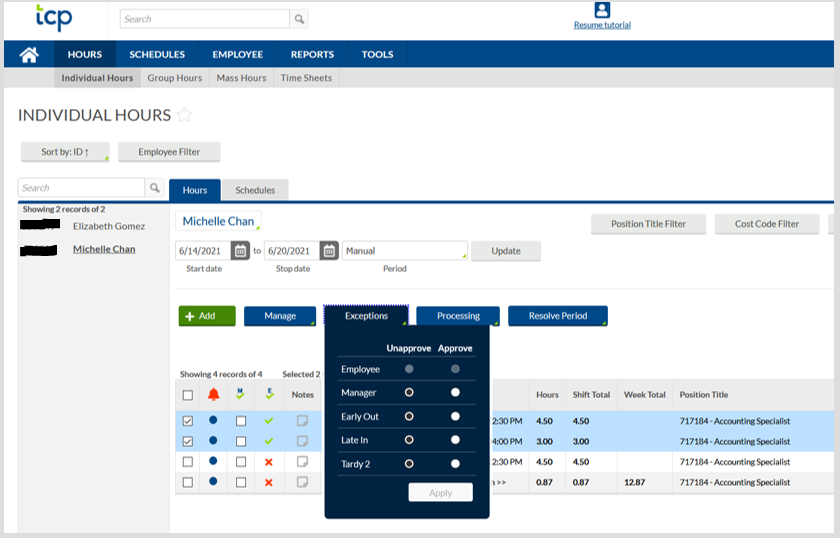 tcp
Search
Resume tutorial
HOURS SCHEDULES EMPLOYEE REPORTS TOOLS
Individual Hours Group Hours Mass Hours Time Sheets
INDIVIDUAL HOURS
Sort by: ID ↑ Employee Filter
Search
Hours Schedules
Showing 2 records of 2
Elizabeth Gomez
Michelle Chan
Michelle Chan
Position Title Filter Cost Code Filter
6/14/2021 to 6/20/2021 Manual Update
Start date Stop date Period
+ Add Manage Exceptions Processing Resolve Period
Unapprove Approve
Employee
Manager
Early Out
Late In
Tardy 2
Apply
Showing 4 records of 4 Selected 2
M E Notes Hours Shift Total Week Total Position Title
2:30 PM 4.50 4.50 717184 - Accounting Specialist
4:00 PM 3.00 3.00 717184 - Accounting Specialist
2:30 PM 4.50 4.50 717184 - Accounting Specialist
>> 0.87 0.87 12.87 717184 - Accounting Specialist